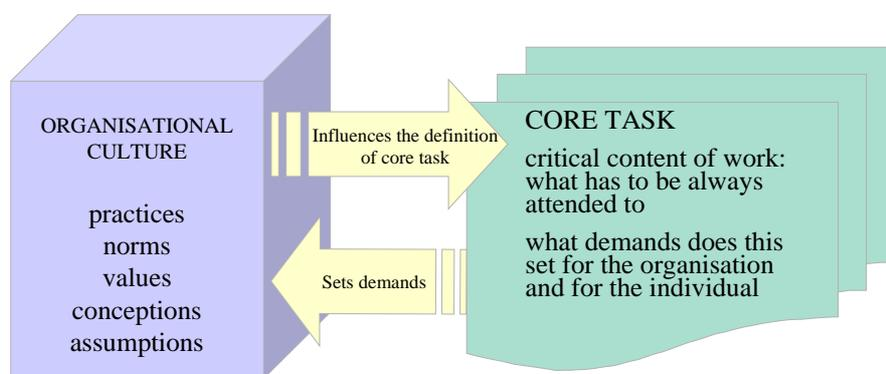 ORGANISATIONAL
CULTURE
practices
norms
values
conceptions
assumptions
Influences the definition
of core task
Sets demands
CORE TASK
critical content of work:
what has to be always
attended to
what demands does this
set for the organisation
and for the individual